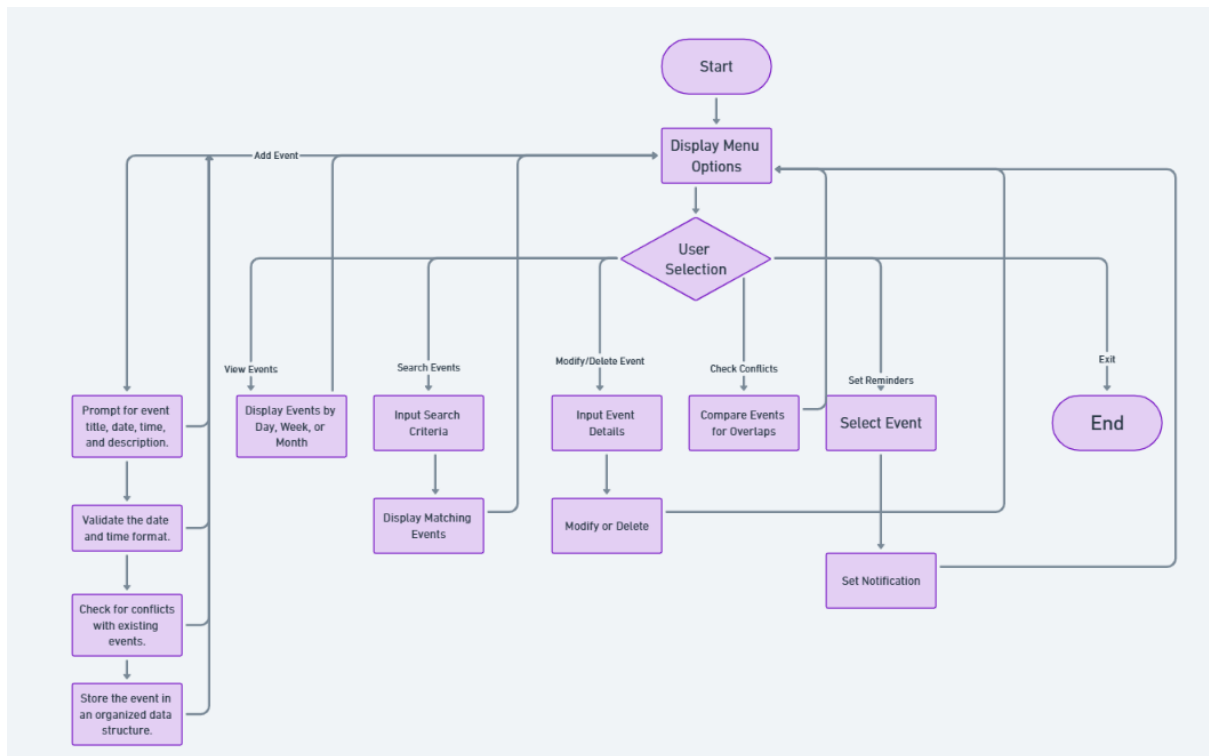 Start
Display Menu
Options
Add Event
User
Selection
View Events
Search Events
Modify/Delete Event
Check Conflicts
Set Reminders
Exit
Prompt for event
title, date, time,
and description.
Display Events by
Day, Week, or
Month
Input Search
Criteria
Input Event
Details
Compare Events
for Overlaps
Select Event
End
Validate the date
and time format.
Display Matching
Events
Modify or Delete
Set Notification
Check for conflicts
with existing
events.
Store the event in
an organized data
structure.